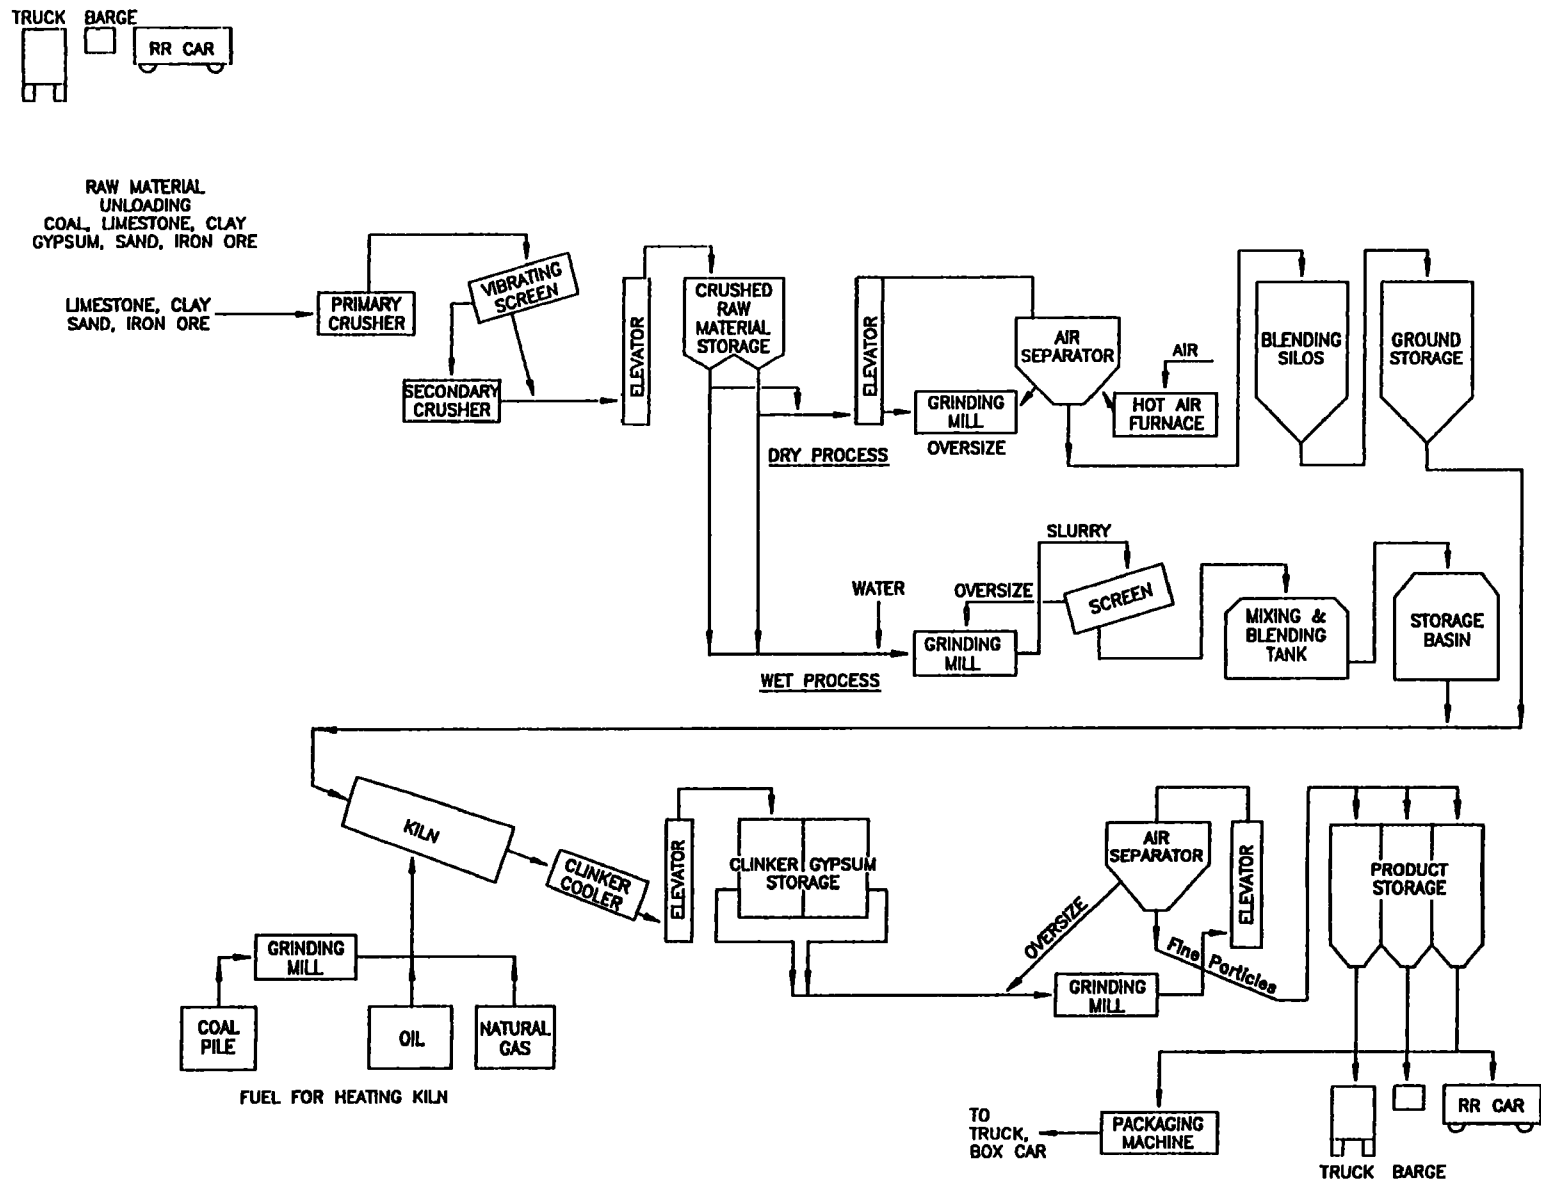 TRUCK BARGE
RR CAR
RAW MATERIAL
UNLOADING
COAL, LIMESTONE, CLAY
GYPSUM, SAND, IRON ORE
LIMESTONE, CLAY
SAND, IRON ORE
PRIMARY
CRUSHER
VIBRATING
SCREEN
SECONDARY
CRUSHER
ELEVATOR
CRUSHED
RAW
MATERIAL
STORAGE
ELEVATOR
AIR
SEPARATOR
GRINDING
MILL
OVERSIZE
AIR
HOT AIR
FURNACE
BLENDING
SILOS
GROUND
STORAGE
DRY PROCESS
SLURRY
WATER
OVERSIZE
SCREEN
GRINDING
MILL
MIXING &
BLENDING
TANK
STORAGE
BASIN
WET PROCESS
KILN
CLINKER
COOLER
ELEVATOR
CLINKER GYPSUM
STORAGE
AIR
SEPARATOR
ELEVATOR
OVERSIZE
Fine Particles
GRINDING
MILL
PRODUCT
STORAGE
GRINDING
MILL
COAL
PILE
OIL
NATURAL
GAS
FUEL FOR HEATING KILN
TO
TRUCK,
BOX CAR
PACKAGING
MACHINE
RR CAR
TRUCK BARGE